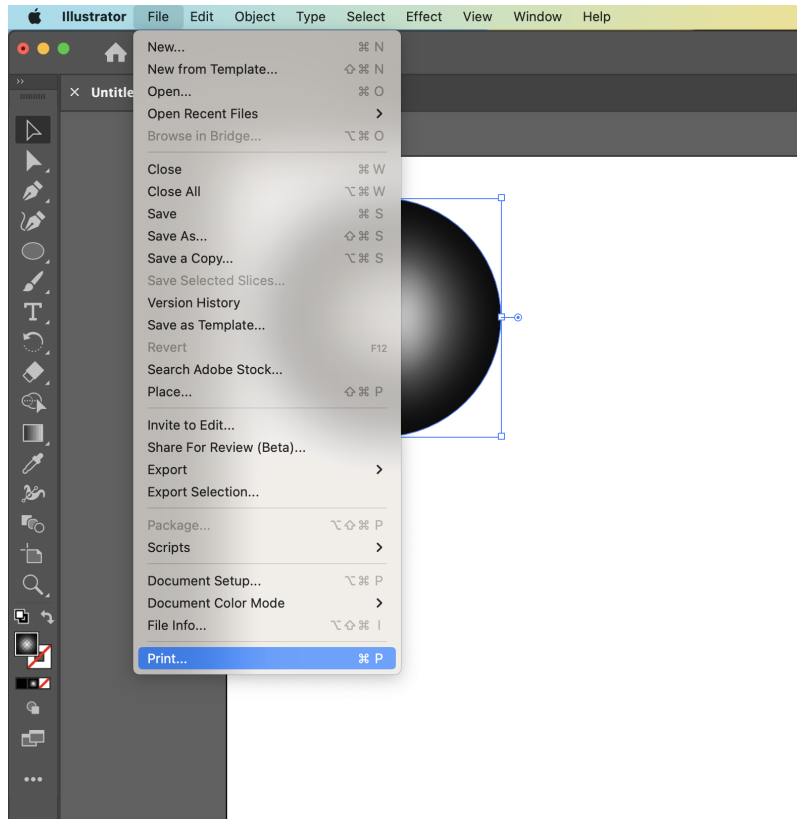 Illustrator File Edit Object Type Select Effect View Window Help
× Untitle
New... ⌘ N
New from Template... ⇧ ⌘ N
Open... ⌘ O
Open Recent Files >
Browse in Bridge... ⌥ ⌘ O
Close ⌘ W
Close All ⌥ ⌘ W
Save ⌘ S
Save As... ⇧ ⌘ S
Save a Copy... ⌥ ⌘ S
Save Selected Slices...
Version History
Save as Template...
Revert F12
Search Adobe Stock...
Place... ⇧ ⌘ P
Invite to Edit...
Share For Review (Beta)...
Export >
Export Selection...
Package... ⌥ ⇧ ⌘ P
Scripts >
Document Setup... ⌥ ⌘ P
Document Color Mode >
File Info... ⌥ ⇧ ⌘ I
Print... ⌘ P